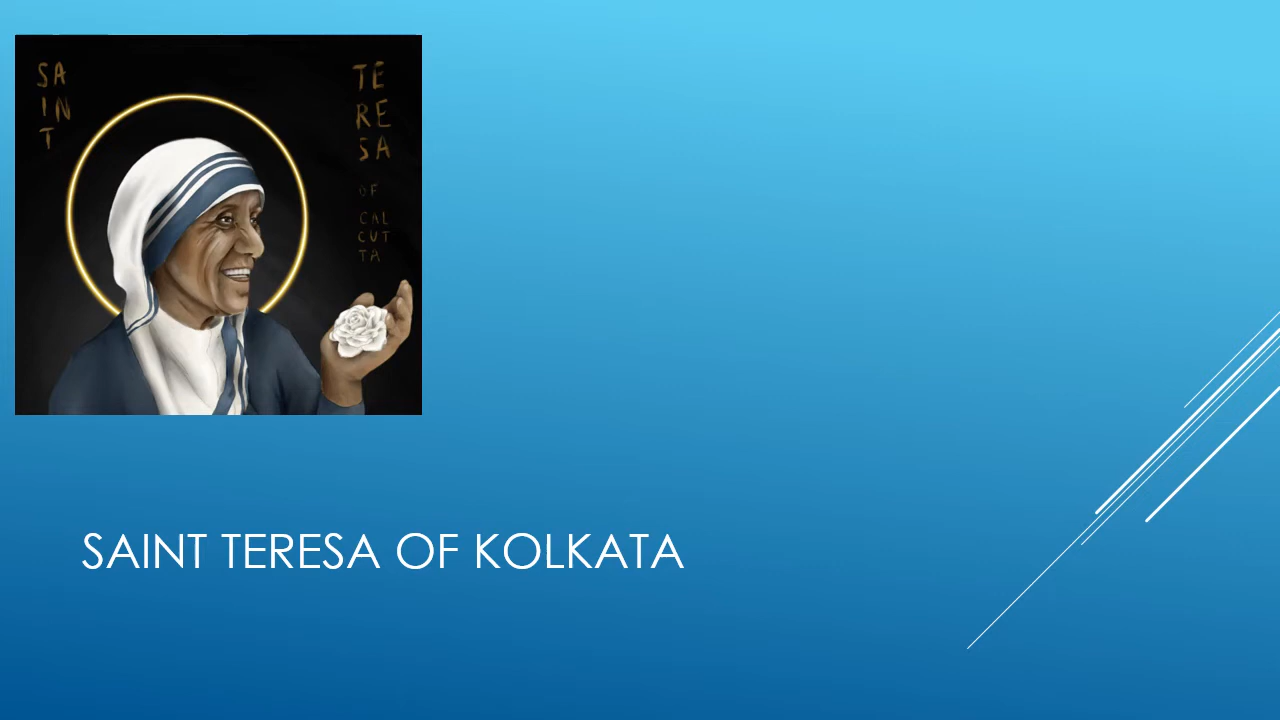 SA
IN
T
TE
RE
SA
OF
CAL
CUT
TA
SAINT TERESA OF KOLKATA